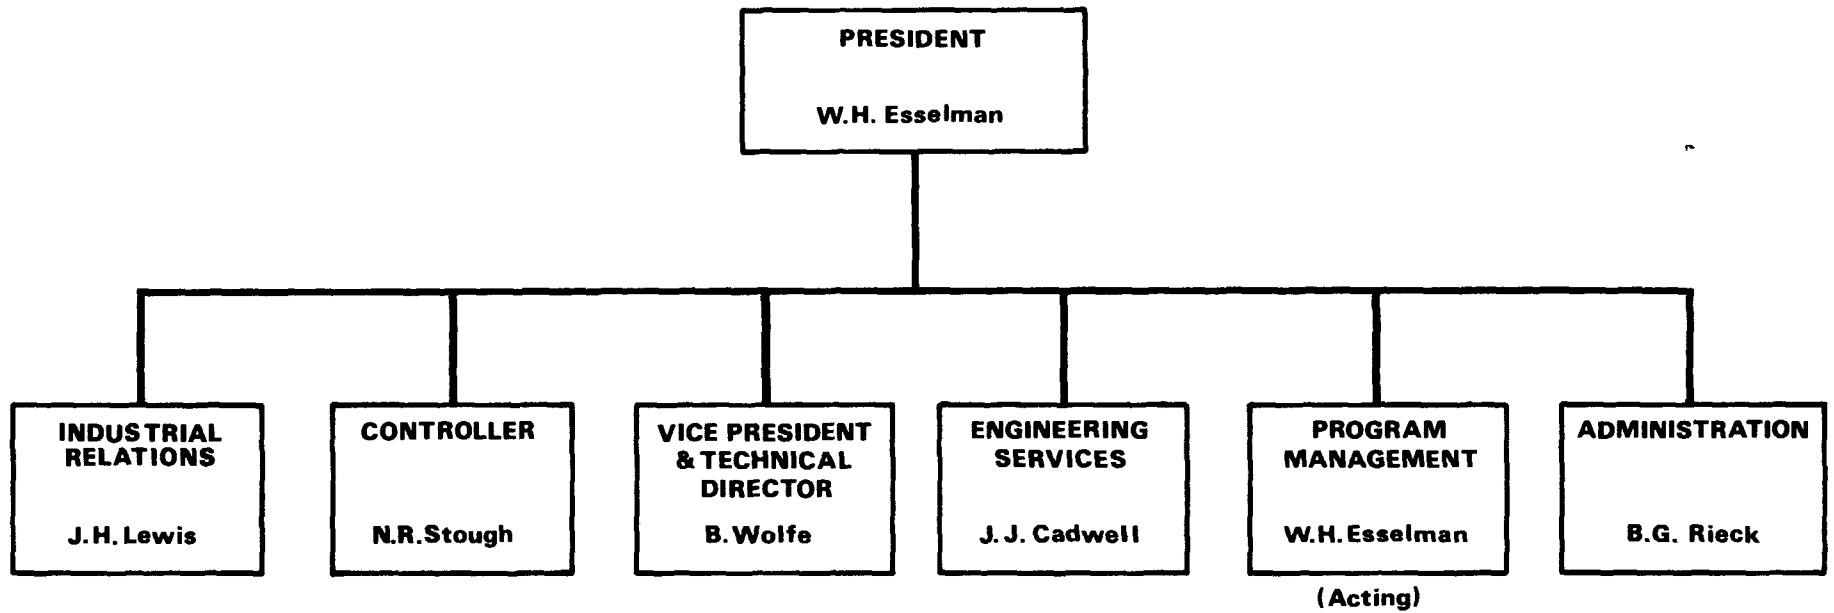 PRESIDENT
W.H. Esselman
INDUSTRIAL
RELATIONS
J.H. Lewis
CONTROLLER
N.R. Stough
VICE PRESIDENT
& TECHNICAL
DIRECTOR
B. Wolfe
ENGINEERING
SERVICES
J. J. Cadwell
PROGRAM
MANAGEMENT
W.H. Esselman
(Acting)
ADMINISTRATION
B.G. Rieck